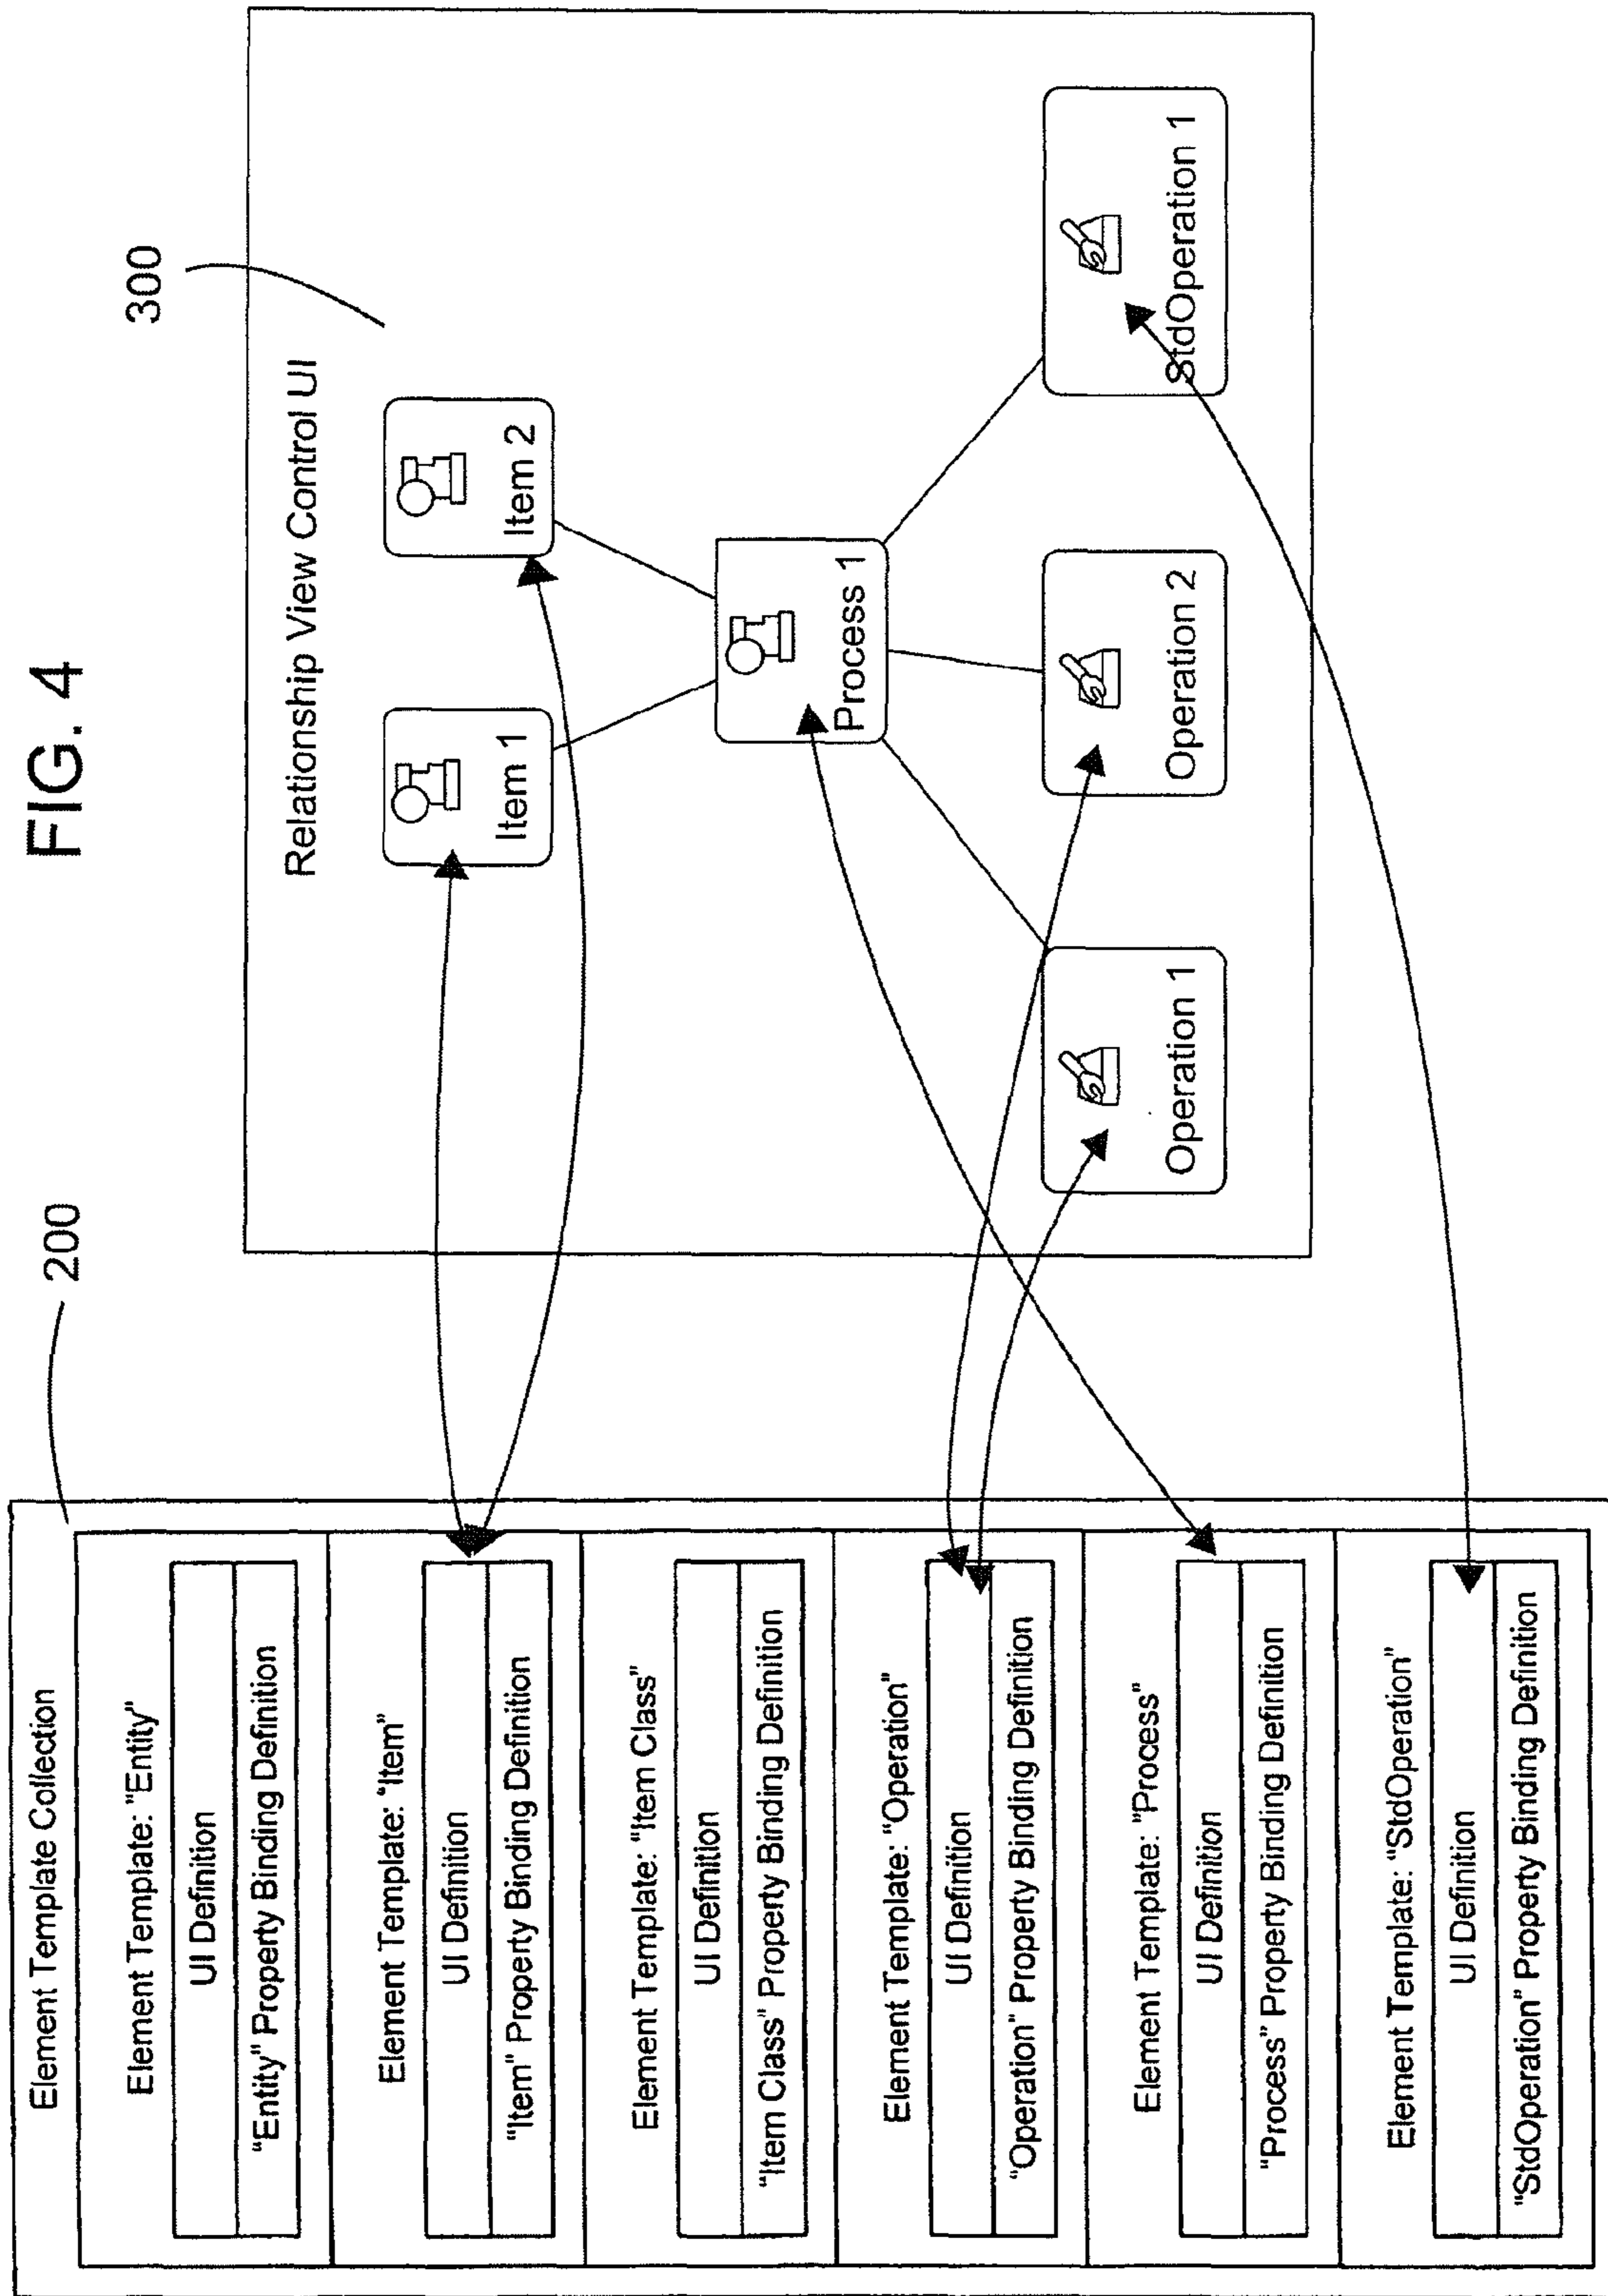 FIG. 4
200
Element Template Collection
Element Template: "Entity"
UI Definition
"Entity" Property Binding Definition
Element Template: "Item"
UI Definition
"Item" Property Binding Definition
Element Template: "Item Class"
UI Definition
"Item Class" Property Binding Definition
Element Template: "Operation"
UI Definition
"Operation" Property Binding Definition
Element Template: "Process"
UI Definition
"Process" Property Binding Definition
Element Template: "StdOperation"
UI Definition
"StdOperation" Property Binding Definition
300
Relationship View Control UI
Item 1
Item 2
Process 1
Operation 1
Operation 2
StdOperation 1